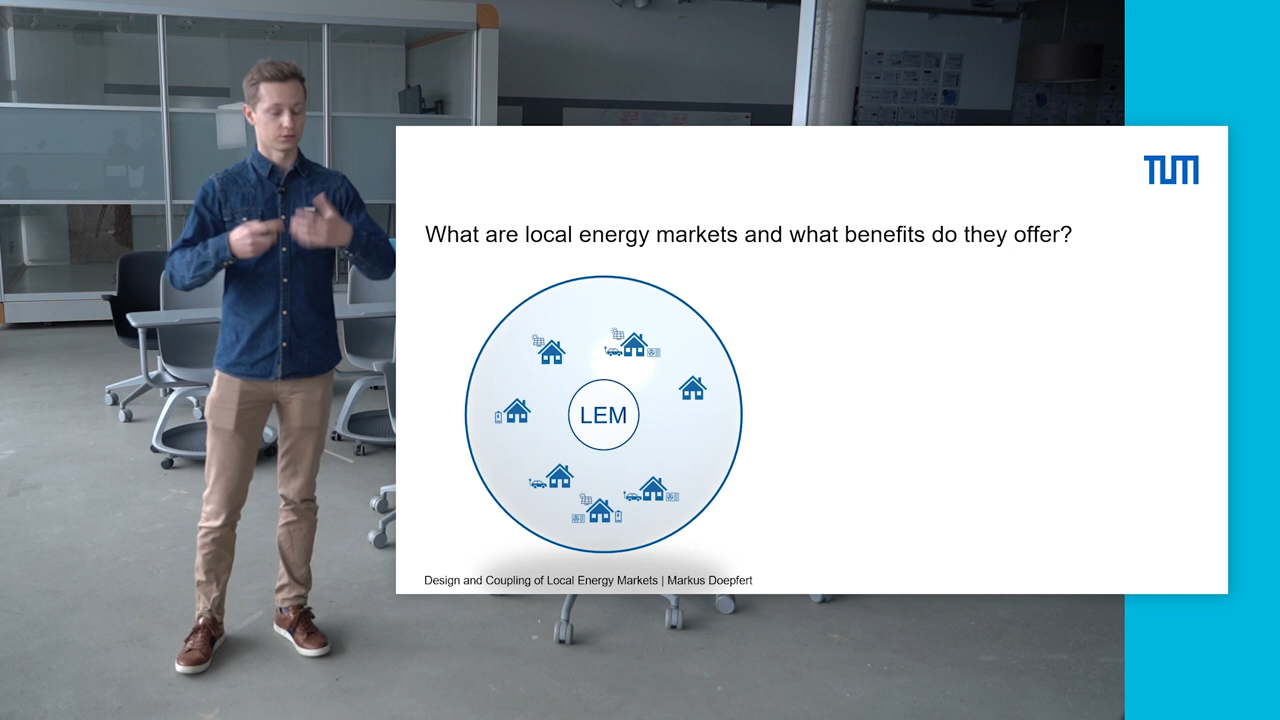 TUM
What are local energy markets and what benefits do they offer?
LEM
Design and Coupling of Local Energy Markets | Markus Doepfert